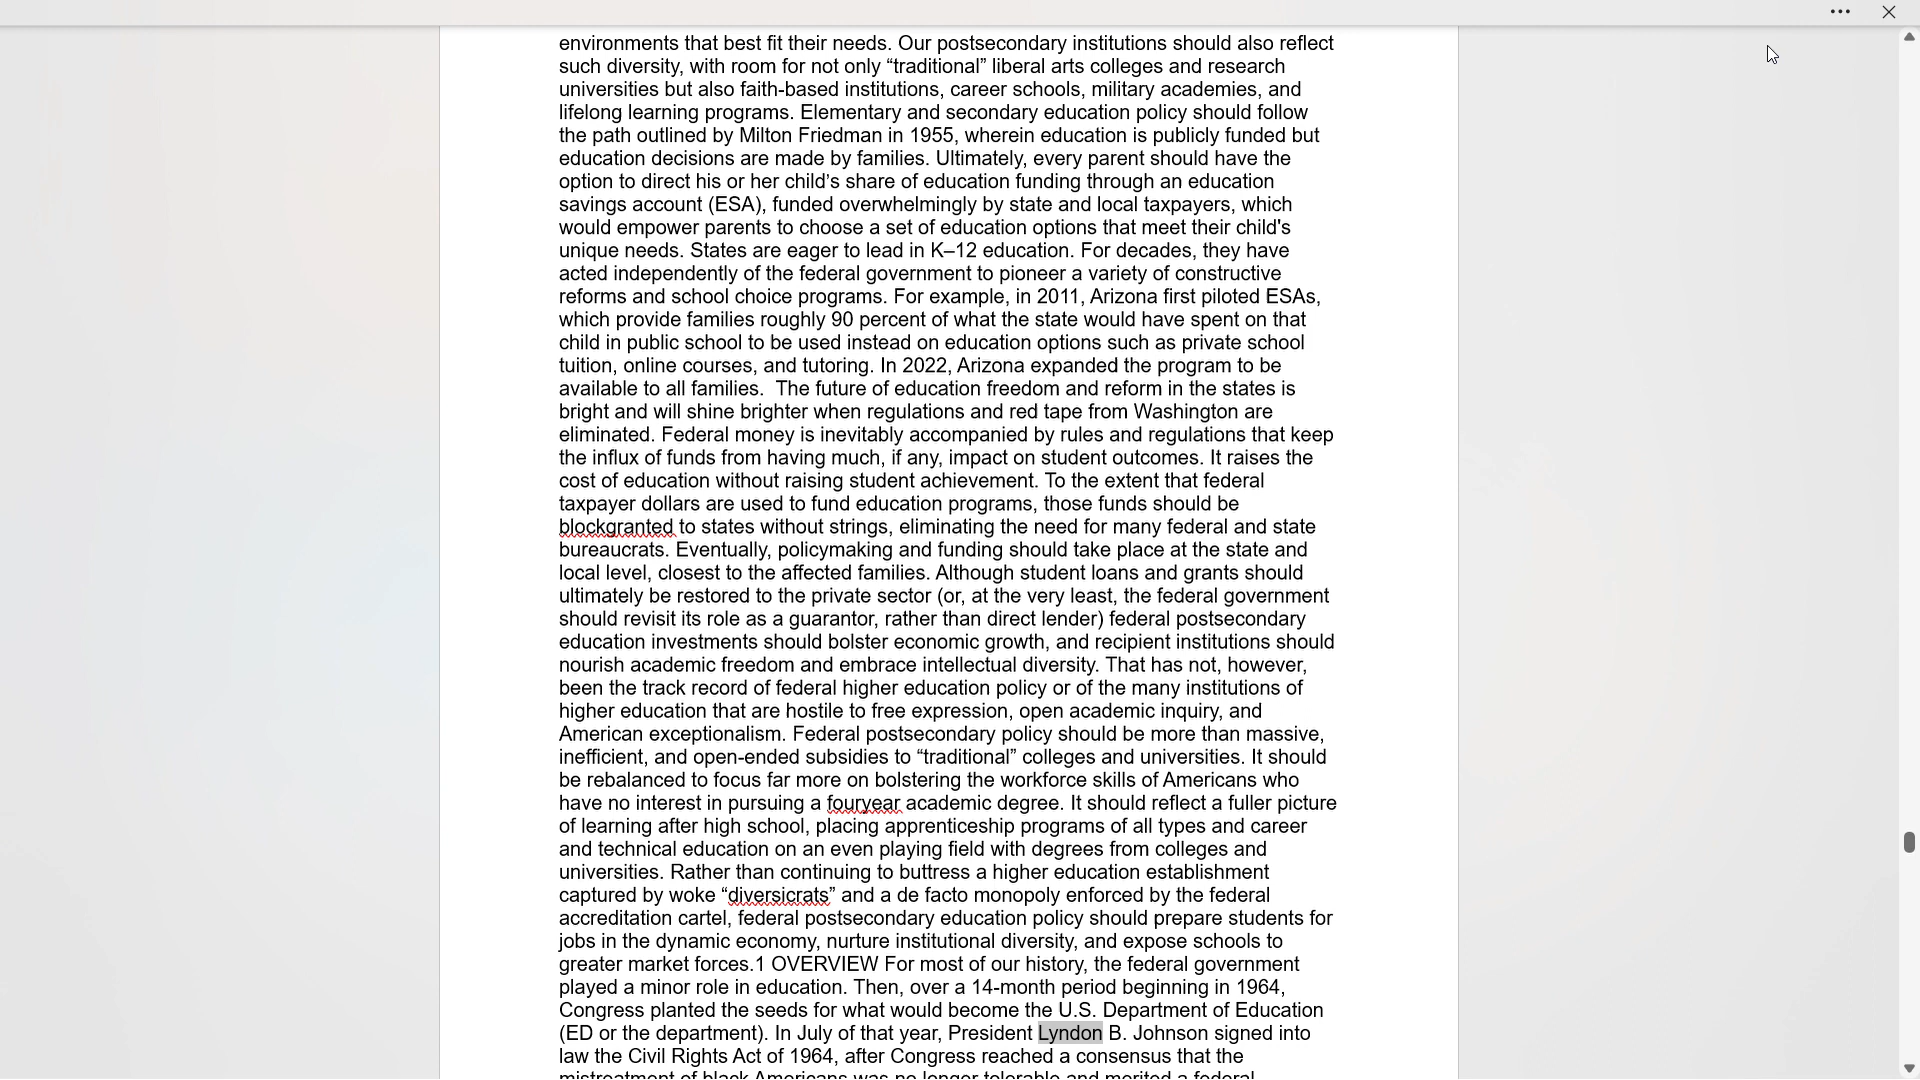 environments that best fit their needs. Our postsecondary institutions should also reflect
such diversity, with room for not only “traditional” liberal arts colleges and research
universities but also faith-based institutions, career schools, military academies, and
lifelong learning programs. Elementary and secondary education policy should follow
the path outlined by Milton Friedman in 1955, wherein education is publicly funded but
education decisions are made by families. Ultimately, every parent should have the
option to direct his or her child’s share of education funding through an education
savings account (ESA), funded overwhelmingly by state and local taxpayers, which
would empower parents to choose a set of education options that meet their child's
unique needs. States are eager to lead in K–12 education. For decades, they have
acted independently of the federal government to pioneer a variety of constructive
reforms and school choice programs. For example, in 2011, Arizona first piloted ESAs,
which provide families roughly 90 percent of what the state would have spent on that
child in public school to be used instead on education options such as private school
tuition, online courses, and tutoring. In 2022, Arizona expanded the program to be
available to all families.  The future of education freedom and reform in the states is
bright and will shine brighter when regulations and red tape from Washington are
eliminated. Federal money is inevitably accompanied by rules and regulations that keep
the influx of funds from having much, if any, impact on student outcomes. It raises the
cost of education without raising student achievement. To the extent that federal
taxpayer dollars are used to fund education programs, those funds should be
blockgranted to states without strings, eliminating the need for many federal and state
bureaucrats. Eventually, policymaking and funding should take place at the state and
local level, closest to the affected families. Although student loans and grants should
ultimately be restored to the private sector (or, at the very least, the federal government
should revisit its role as a guarantor, rather than direct lender) federal postsecondary
education investments should bolster economic growth, and recipient institutions should
nourish academic freedom and embrace intellectual diversity. That has not, however,
been the track record of federal higher education policy or of the many institutions of
higher education that are hostile to free expression, open academic inquiry, and
American exceptionalism. Federal postsecondary policy should be more than massive,
inefficient, and open-ended subsidies to “traditional” colleges and universities. It should
be rebalanced to focus far more on bolstering the workforce skills of Americans who
have no interest in pursuing a fouryear academic degree. It should reflect a fuller picture
of learning after high school, placing apprenticeship programs of all types and career
and technical education on an even playing field with degrees from colleges and
universities. Rather than continuing to buttress a higher education establishment
captured by woke “diversicrats” and a de facto monopoly enforced by the federal
accreditation cartel, federal postsecondary education policy should prepare students for
jobs in the dynamic economy, nurture institutional diversity, and expose schools to
greater market forces.1 OVERVIEW For most of our history, the federal government
played a minor role in education. Then, over a 14-month period beginning in 1964,
Congress planted the seeds for what would become the U.S. Department of Education
(ED or the department). In July of that year, President Lyndon B. Johnson signed into
law the Civil Rights Act of 1964, after Congress reached a consensus that the
mistreatment of black Americans was no longer tolerable and merited a federal